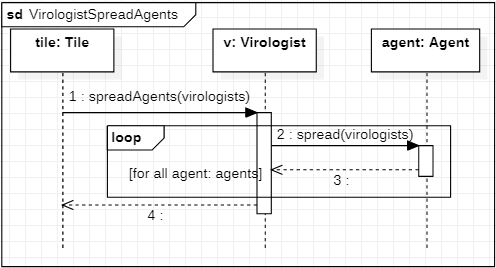 sd VirologistSpreadAgents
tile: Tile
v: Virologist
agent: Agent
1 : spreadAgents(virologists)
loop
2 : spread(virologists)
[for all agent: agents]
3 :
4 :